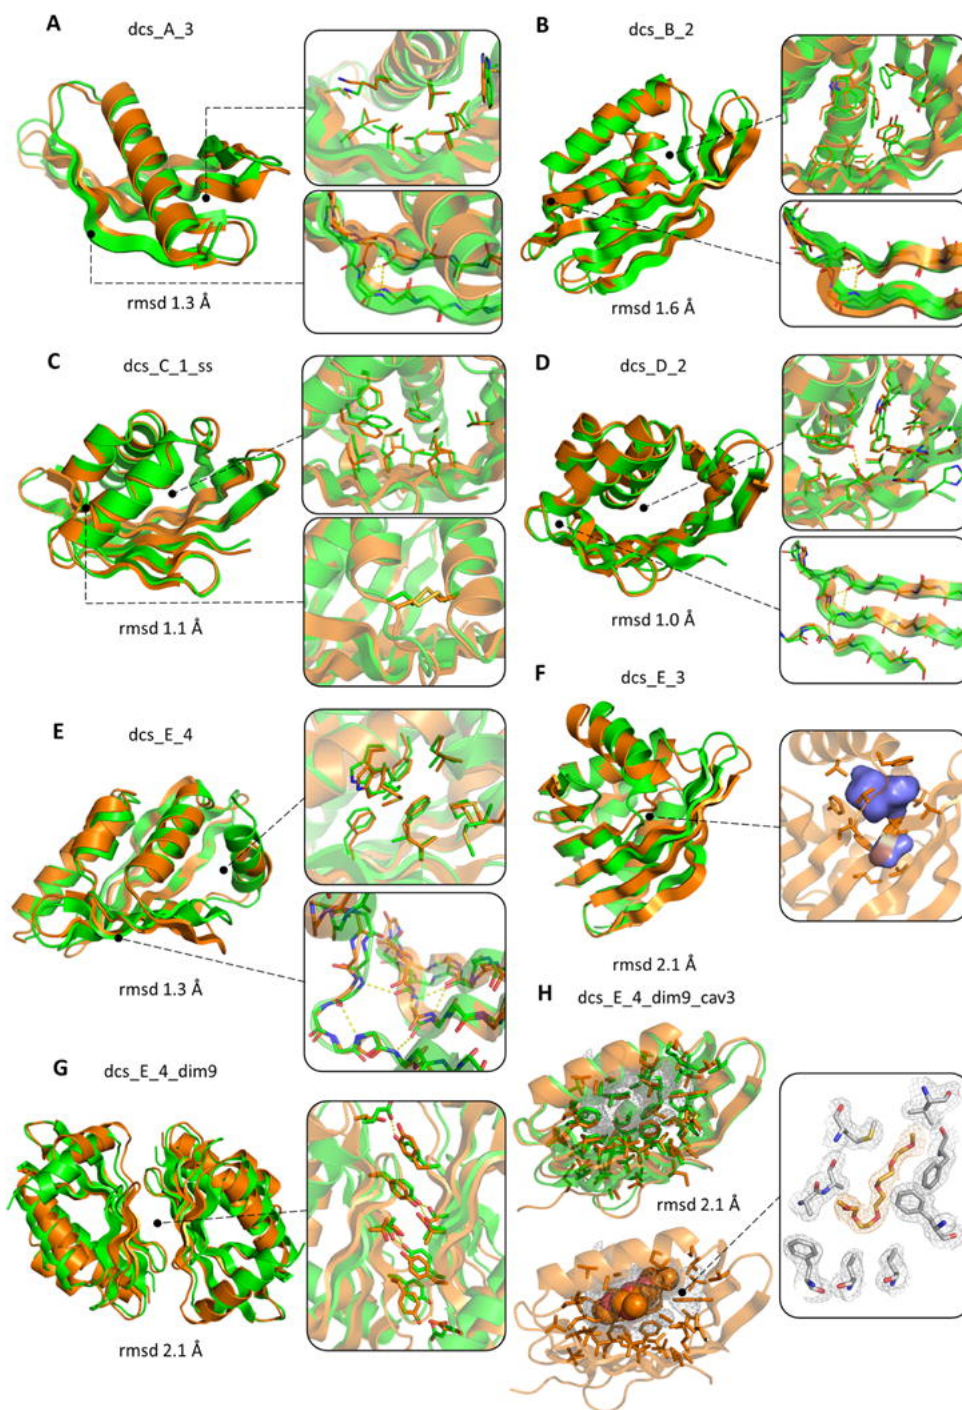 A
dcs_A_3
rmsd 1.3 Å
B
dcs_B_2
rmsd 1.6 Å
C
dcs_C_1_ss
rmsd 1.1 Å
D
dcs_D_2
rmsd 1.0 Å
E
dcs_E_4
rmsd 1.3 Å
F
dcs_E_3
rmsd 2.1 Å
G
dcs_E_4_dim9
rmsd 2.1 Å
H
dcs_E_4_dim9_cav3
rmsd 2.1 Å